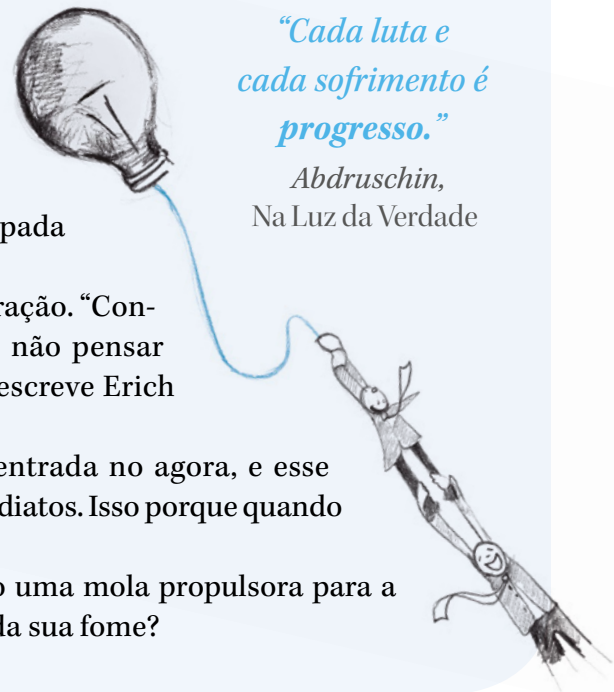 “Cada luta e
cada sofrimento é
progresso.”
Abdruschin,
Na Luz da Verdade
pada
ração. “Con-
não pensar
escreve Erich
entrada no agora, e esse
diatos. Isso porque quando
uma mola propulsora para a
da sua fome?